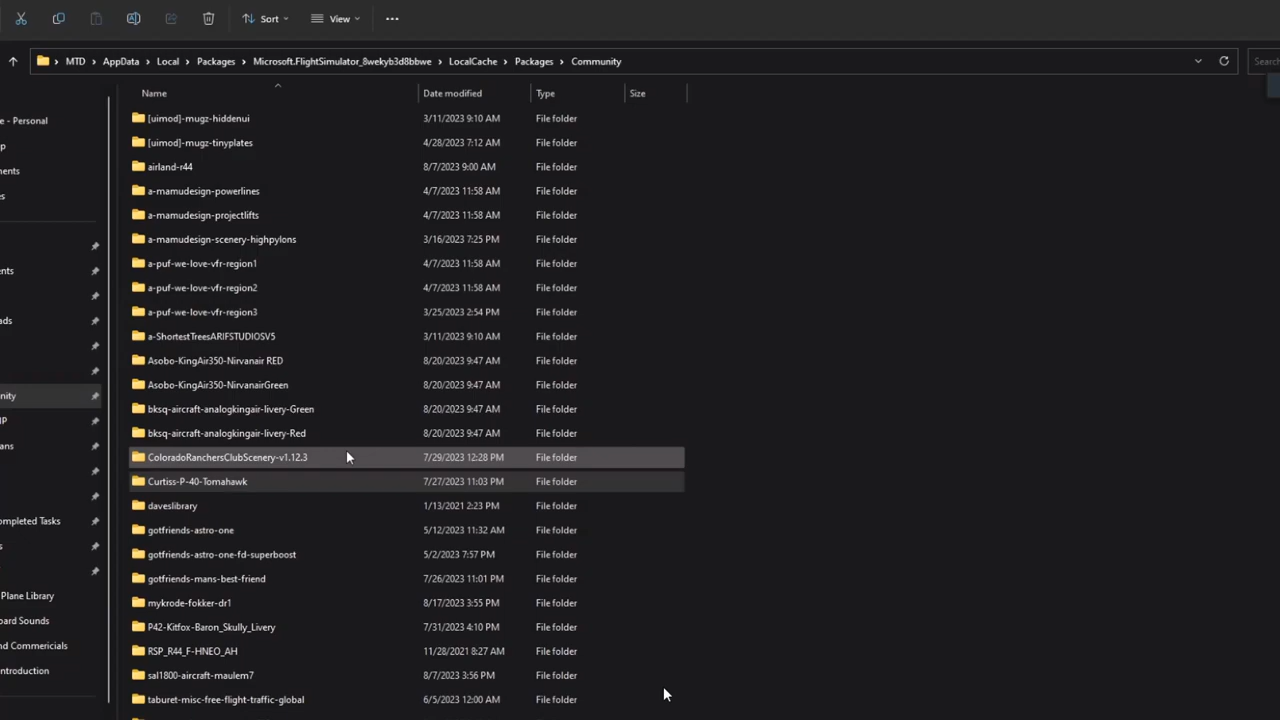 Sort View
MTD AppData Local Packages Microsoft.FlightSimulator_8wekyb3d8bbwe LocalCache Packages Community Searc
Name Date modified Type Size
e - Personal
p
ments
s
ents
ads
nity
P
ans
ompleted Tasks
s
Plane Library
oard Sounds
nd Commericials
ntroduction
[uimod]-mugz-hiddenui 3/11/2023 9:10 AM File folder
[uimod]-mugz-tinyplates 4/28/2023 7:12 AM File folder
airland-r44 8/7/2023 9:00 AM File folder
a-mamudesign-powerlines 4/7/2023 11:58 AM File folder
a-mamudesign-projectlifts 4/7/2023 11:58 AM File folder
a-mamudesign-scenery-highpylons 3/16/2023 7:25 PM File folder
a-puf-we-love-vfr-region1 4/7/2023 11:58 AM File folder
a-puf-we-love-vfr-region2 4/7/2023 11:58 AM File folder
a-puf-we-love-vfr-region3 3/25/2023 2:54 PM File folder
a-ShortestTreesARIFSTUDIOSV5 3/11/2023 9:10 AM File folder
Asobo-KingAir350-Nirvanair RED 8/20/2023 9:47 AM File folder
Asobo-KingAir350-NirvanairGreen 8/20/2023 9:47 AM File folder
bksq-aircraft-analogkingair-livery-Green 8/20/2023 9:47 AM File folder
bksq-aircraft-analogkingair-livery-Red 8/20/2023 9:47 AM File folder
ColoradoRanchersClubScenery-v1.12.3 7/29/2023 12:28 PM File folder
Curtiss-P-40-Tomahawk 7/27/2023 11:03 PM File folder
daveslibrary 1/13/2021 2:23 PM File folder
gotfriends-astro-one 5/12/2023 11:32 AM File folder
gotfriends-astro-one-fd-superboost 5/2/2023 7:57 PM File folder
gotfriends-mans-best-friend 7/26/2023 11:01 PM File folder
mykrode-fokker-dr1 8/17/2023 3:55 PM File folder
P42-Kitfox-Baron_Skully_Livery 7/31/2023 4:10 PM File folder
RSP_R44_F-HNEO_AH 11/28/2021 8:27 AM File folder
sal1800-aircraft-maulem7 8/7/2023 3:56 PM File folder
taburet-misc-free-flight-traffic-global 6/5/2023 12:00 AM File folder